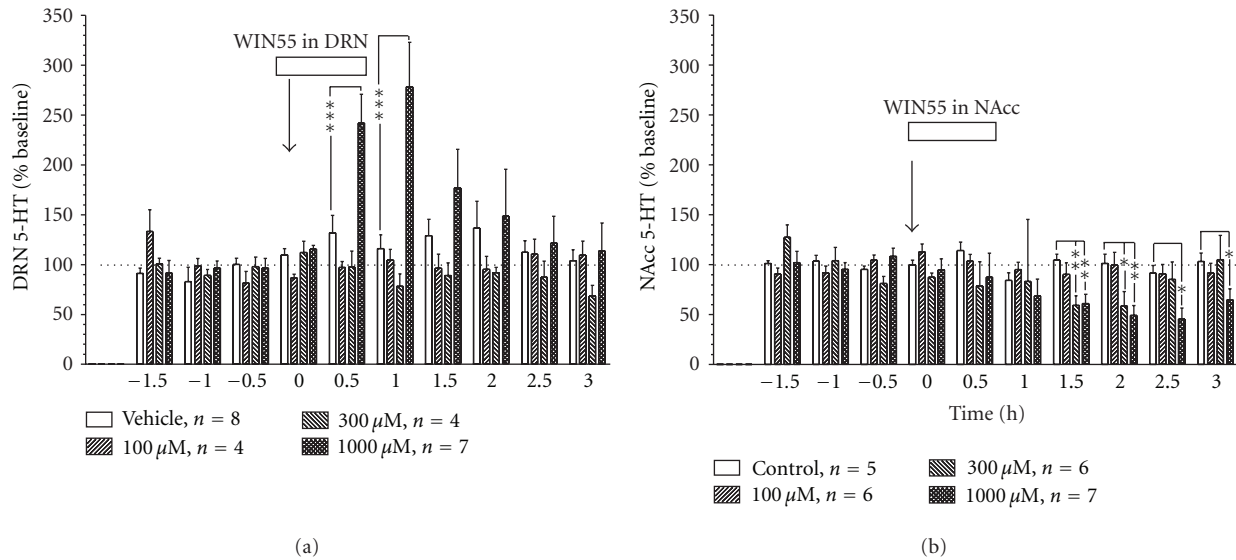 350
300
250
200
150
100
50
0
DRN 5-HT (% baseline)
WIN55 in DRN
∗∗∗
∗∗∗
−1.5 −1 −0.5 0 0.5 1 1.5 2 2.5 3
Vehicle, n = 8
100 μM, n = 4
300 μM, n = 4
1000 μM, n = 7
(a)
350
300
250
200
150
100
50
0
NAcc 5-HT (% baseline)
WIN55 in NAcc
∗∗∗
∗∗
∗
∗∗
∗
∗
−1.5 −1 −0.5 0 0.5 1 1.5 2 2.5 3
Time (h)
Control, n = 5
100 μM, n = 6
300 μM, n = 6
1000 μM, n = 7
(b)